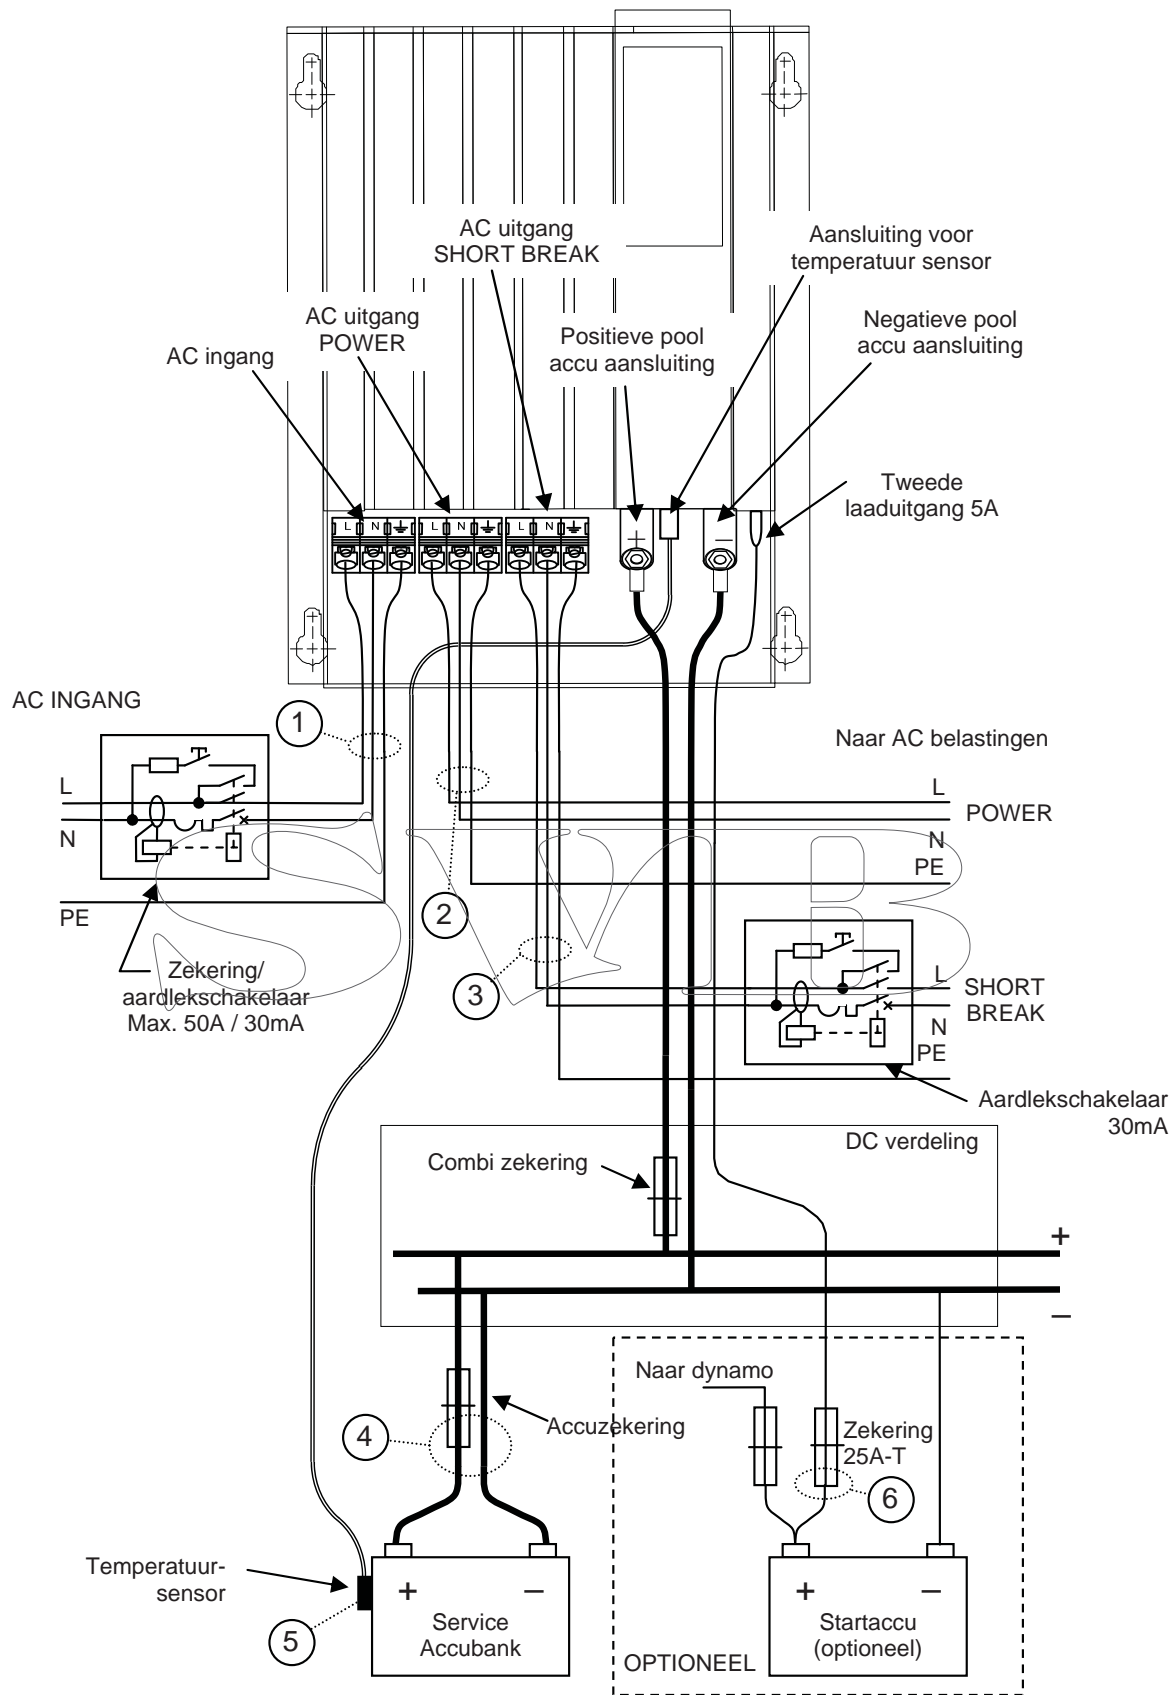 AC uitgang
SHORT BREAK
Aansluiting voor
temperatuur sensor
AC uitgang
POWER
AC ingang
Positieve pool
accu aansluiting
Negatieve pool
accu aansluiting
Tweede
laaduitgang 5A
L N L N L N
+ −
AC INGANG
1
Naar AC belastingen
L
N
PE
L
POWER
N
PE
2
3
Zekering/
aardlekschakelaar
Max. 50A / 30mA
L
SHORT
BREAK
N
PE
Aardlekschakelaar
30mA
DC verdeling
Combi zekering
+
−
Naar dynamo
Accuzekering
4
Zekering
25A-T
6
Temperatuur-
sensor
5
+ −
Service
Accubank
+ −
Startaccu
(optioneel)
OPTIONEEL
SYB